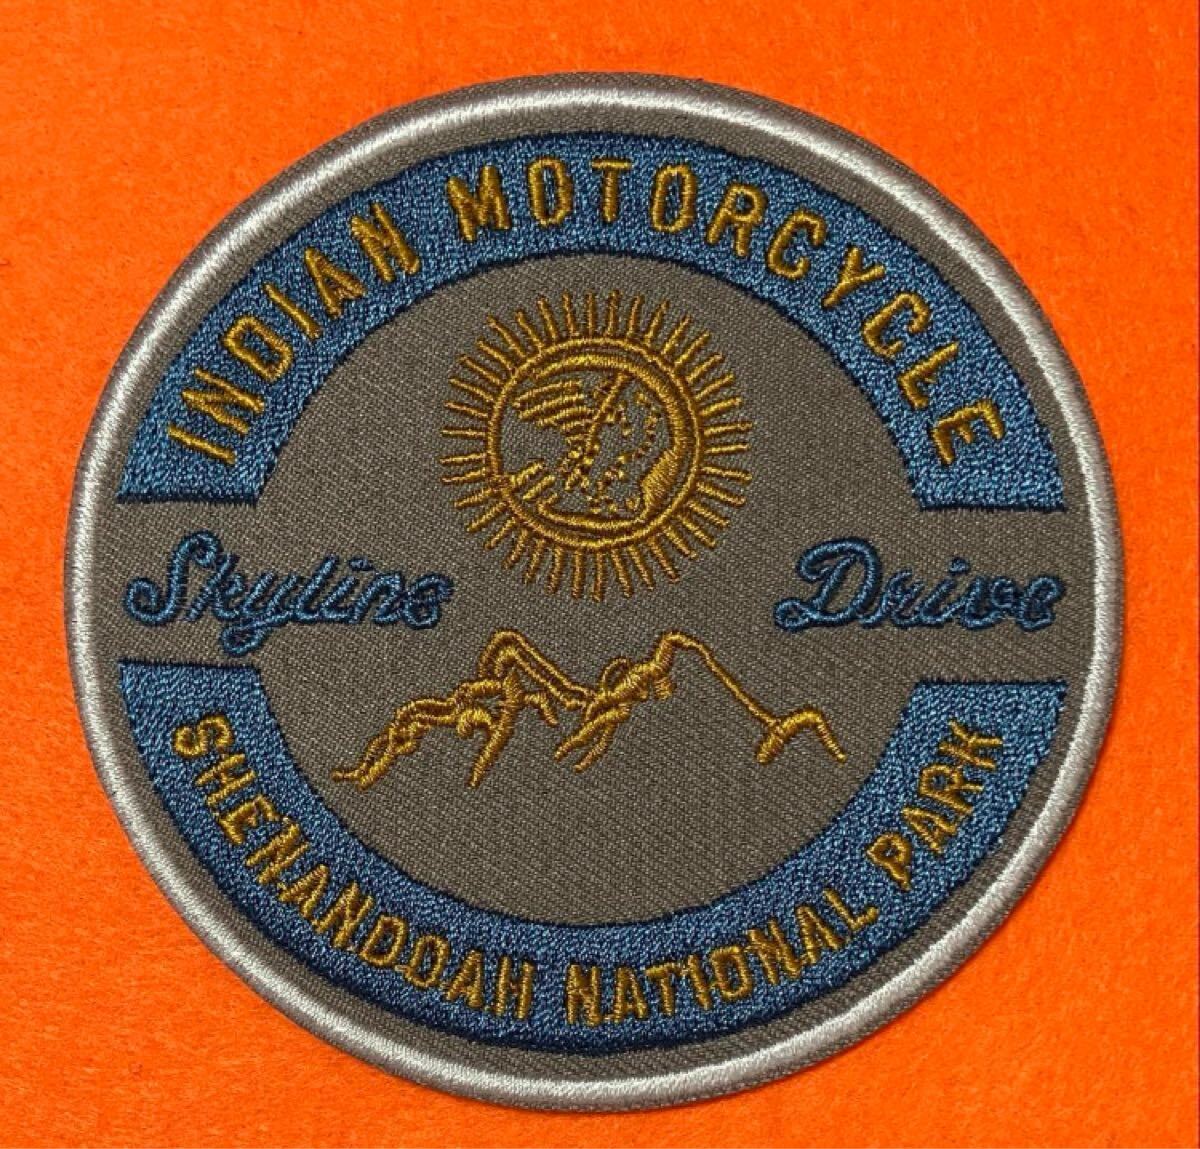 INDIAN MOTORCYCLE
Skyline Drive
SHENANDOAH NATIONAL PARK